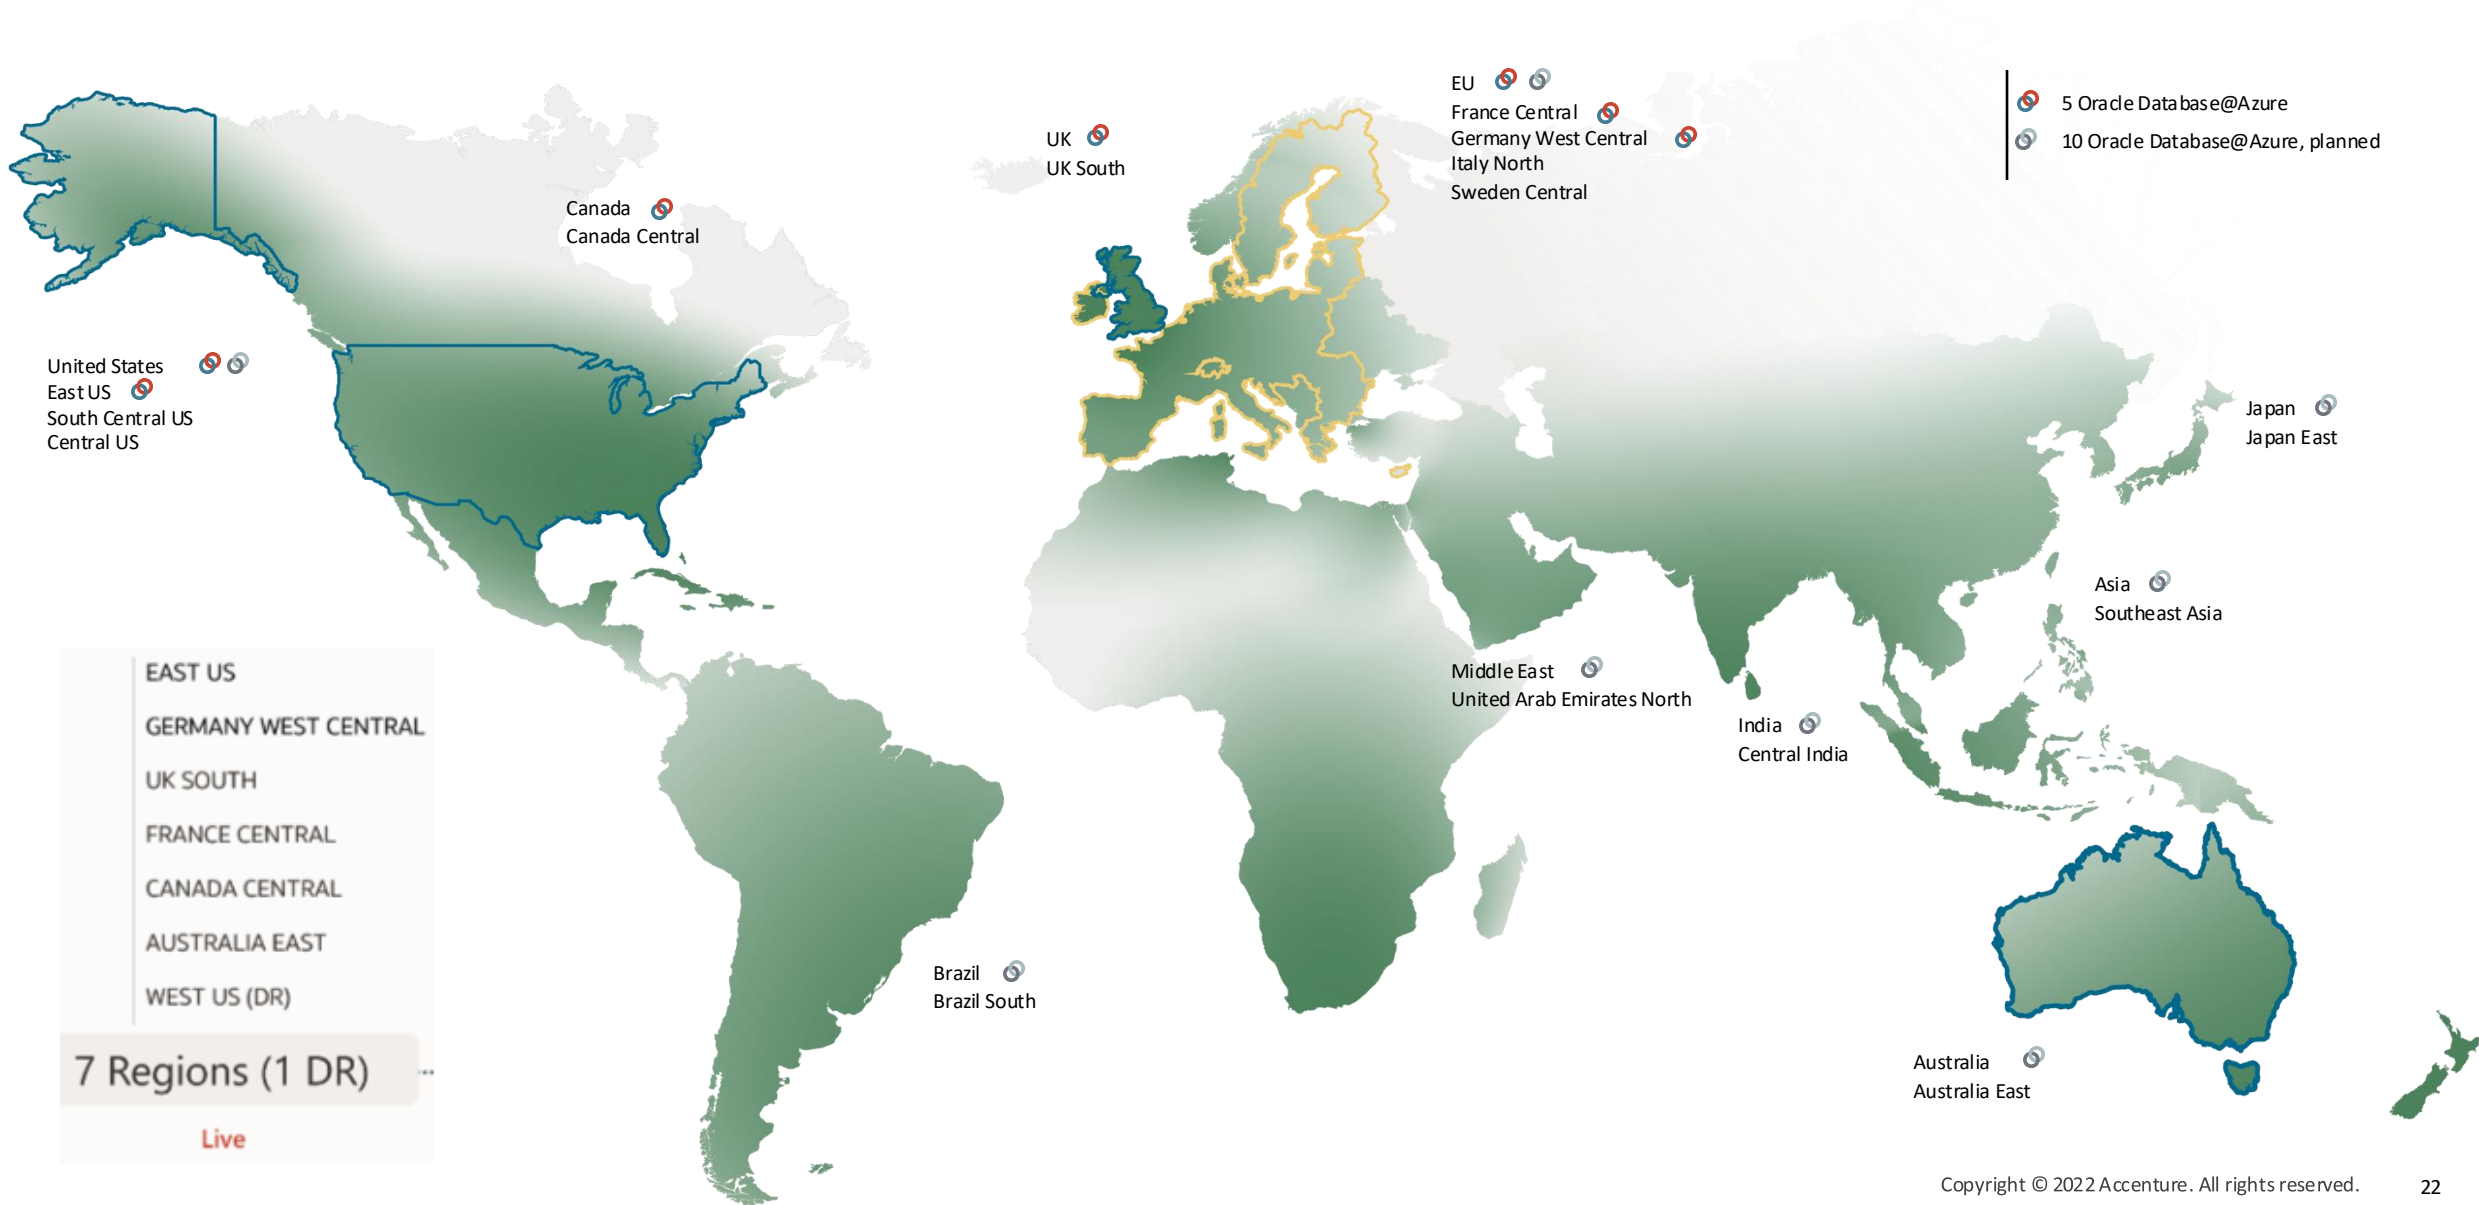 EU
France Central
Germany West Central
Italy North
Sweden Central
5 Oracle Database@Azure
10 Oracle Database@Azure, planned
UK
UK South
Canada
Canada Central
United States
East US
South Central US
Central US
Japan
Japan East
Asia
Southeast Asia
Middle East
United Arab Emirates North
India
Central India
EAST US
GERMANY WEST CENTRAL
UK SOUTH
FRANCE CENTRAL
CANADA CENTRAL
AUSTRALIA EAST
WEST US (DR)
7 Regions (1 DR)
Live
Brazil
Brazil South
Australia
Australia East
Copyright © 2022 Accenture. All rights reserved.
22